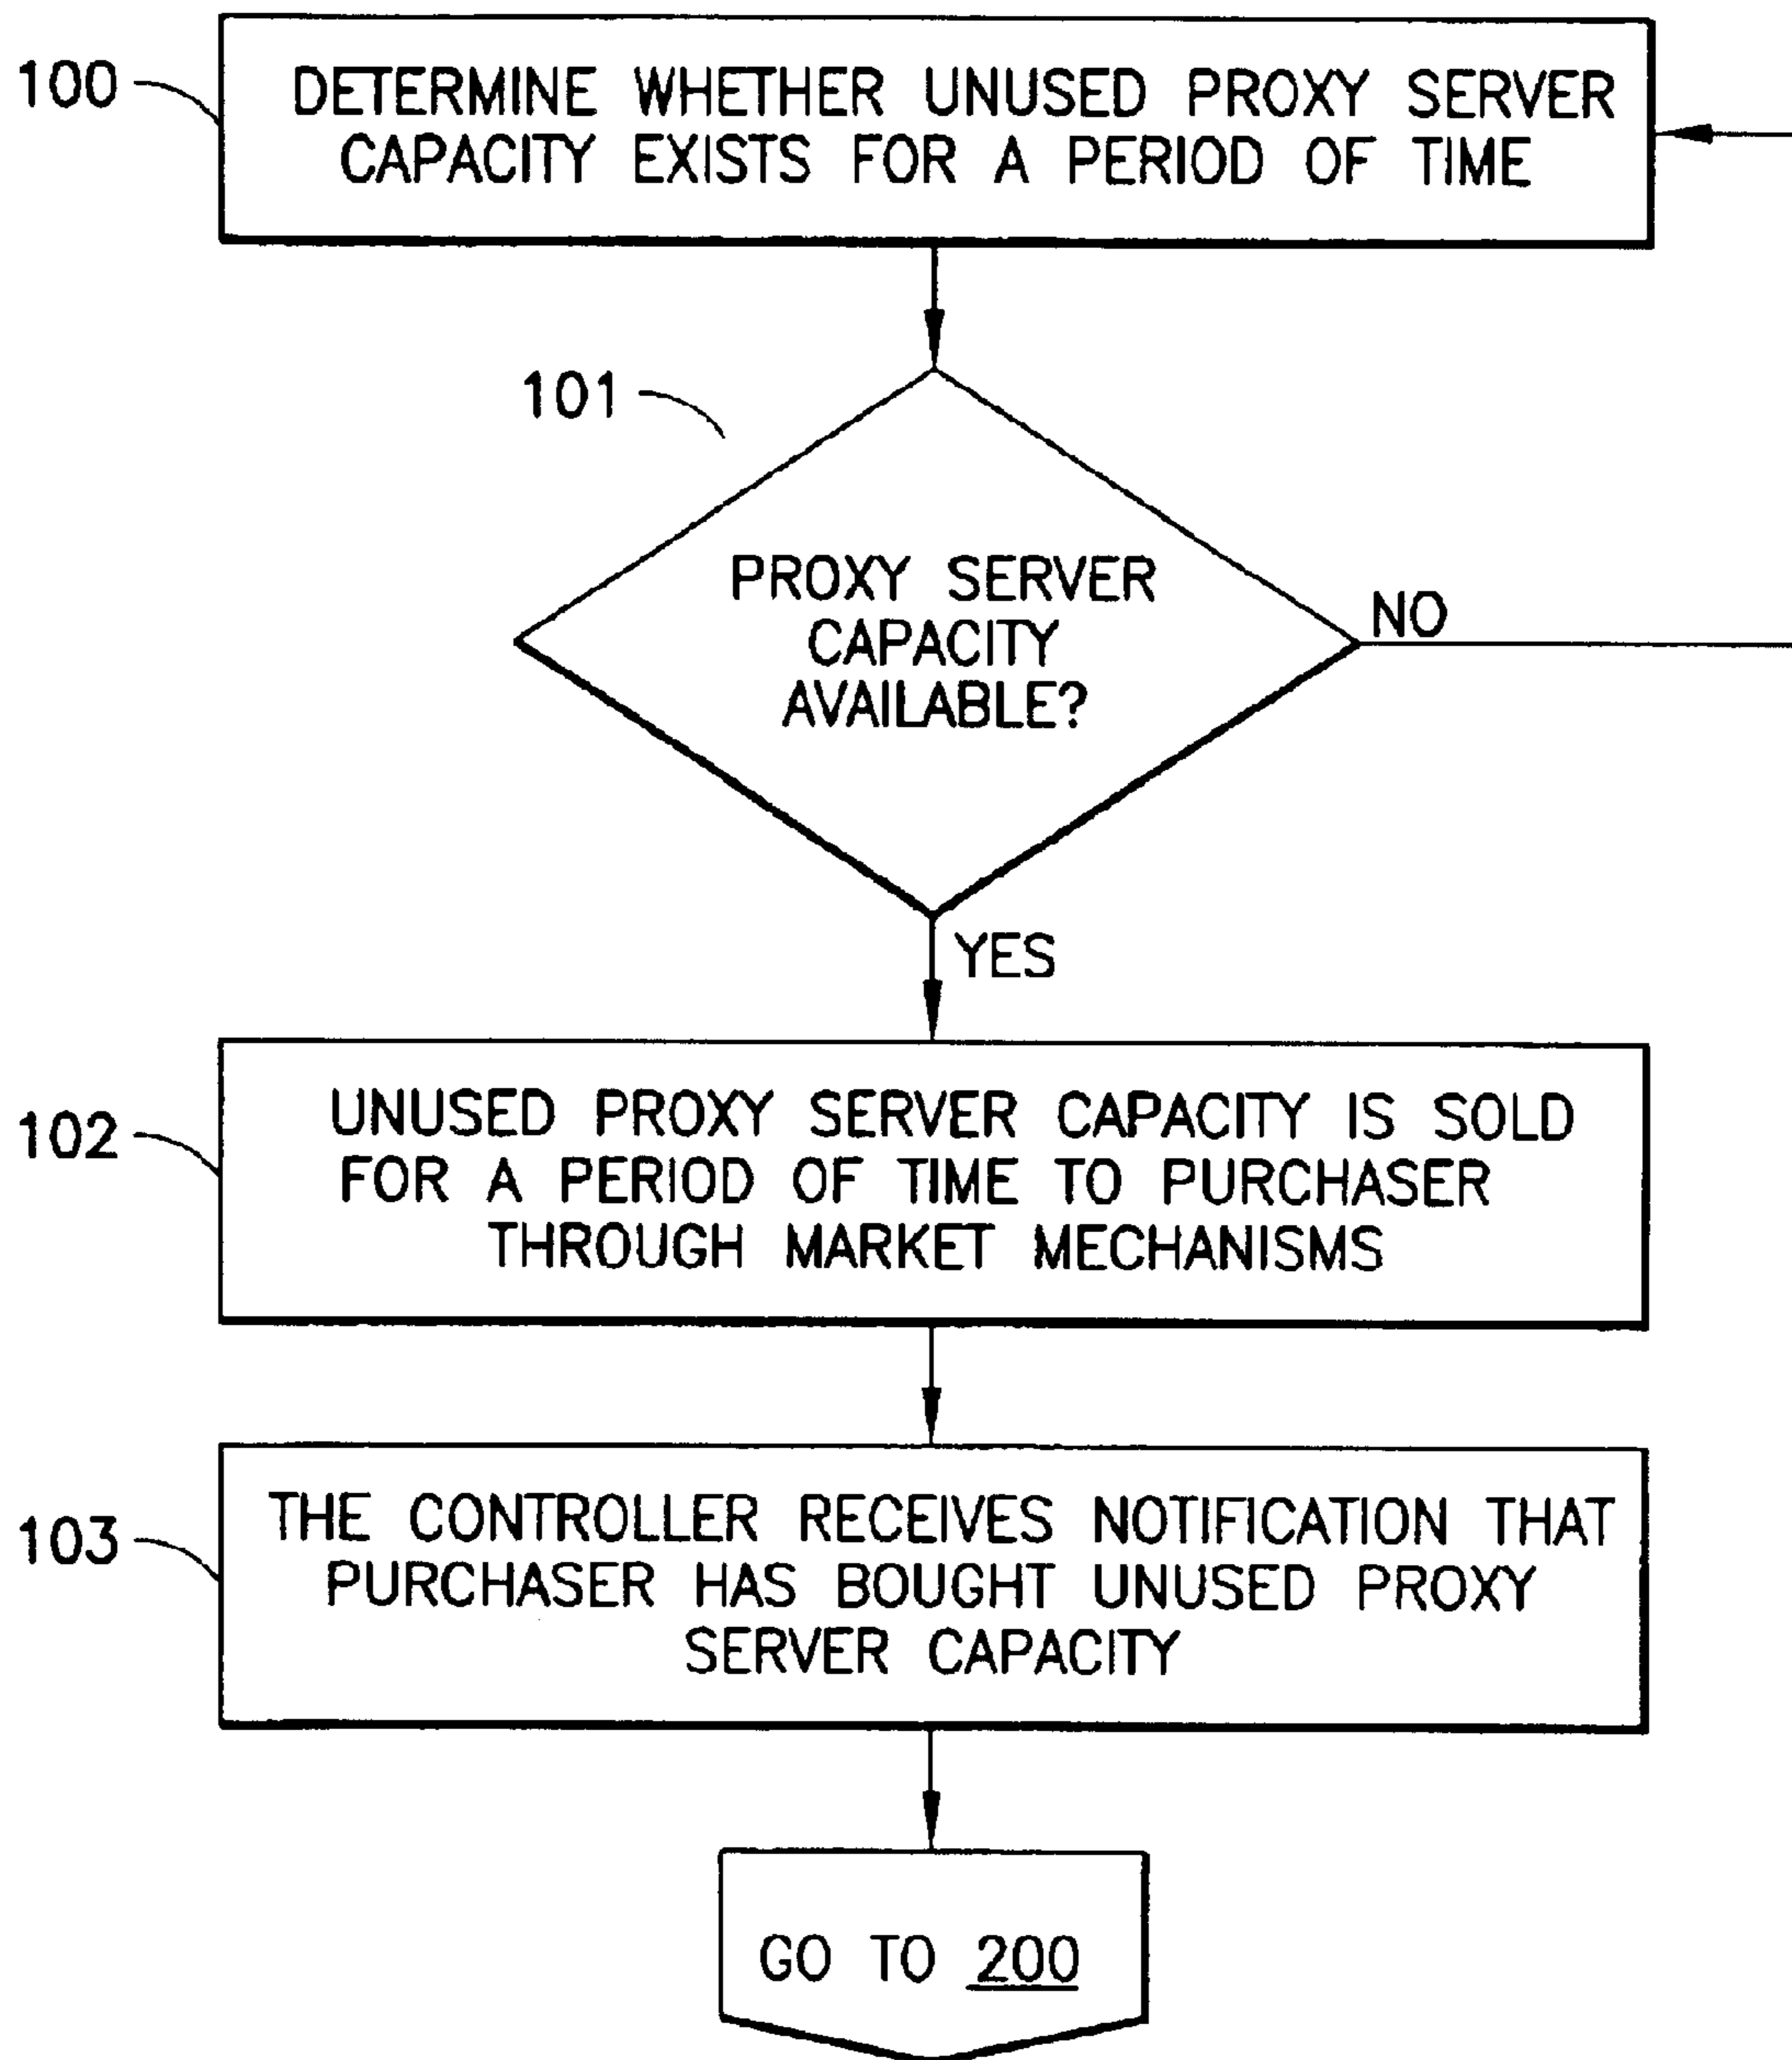 100
DETERMINE WHETHER UNUSED PROXY SERVER
CAPACITY EXISTS FOR A PERIOD OF TIME
101
PROXY SERVER
CAPACITY
AVAILABLE?
NO
YES
102
UNUSED PROXY SERVER CAPACITY IS SOLD
FOR A PERIOD OF TIME TO PURCHASER
THROUGH MARKET MECHANISMS
103
THE CONTROLLER RECEIVES NOTIFICATION THAT
PURCHASER HAS BOUGHT UNUSED PROXY
SERVER CAPACITY
GO TO 200